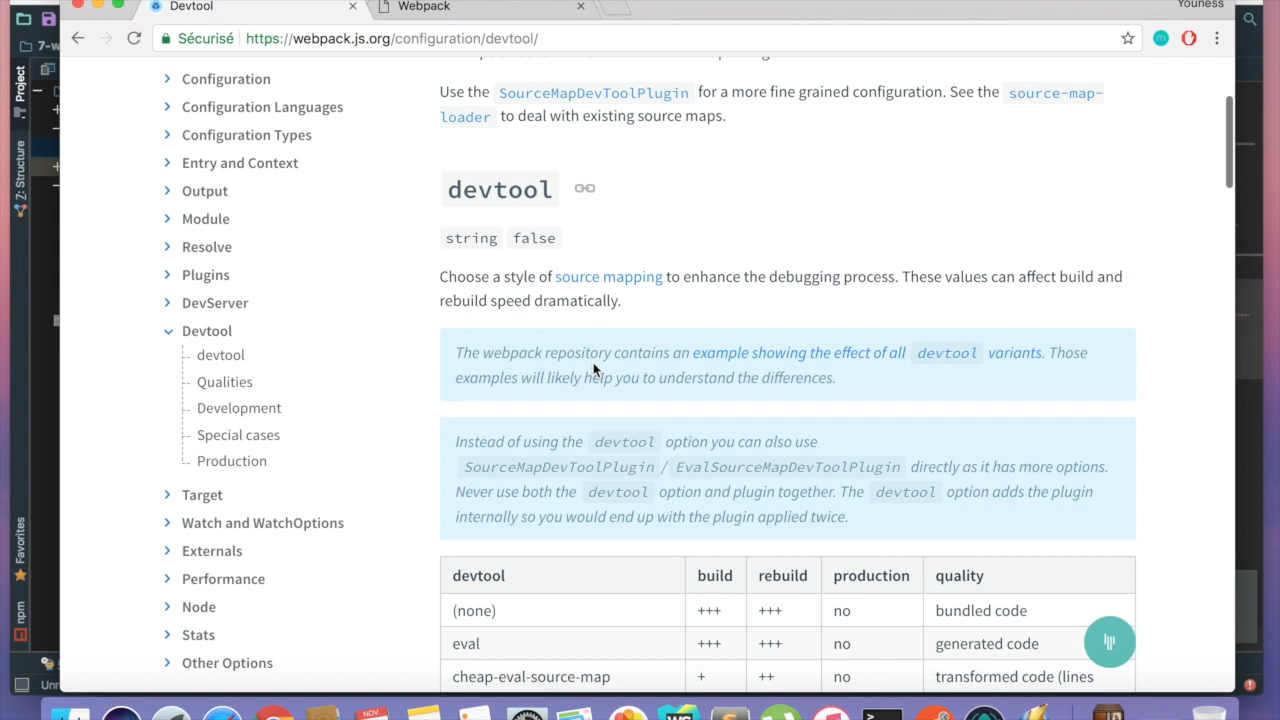 Devtool
Webpack
Youness
Sécurisé
https://webpack.js.org/configuration/devtool/
7-w
Project
Z: Structure
Favorites
npm
Configuration
Configuration Languages
Configuration Types
Entry and Context
Output
Module
Resolve
Plugins
DevServer
Devtool
devtool
Qualities
Development
Special cases
Production
Target
Watch and WatchOptions
Externals
Performance
Node
Stats
Other Options
Use the SourceMapDevToolPlugin for a more fine grained configuration. See the source-map-
loader to deal with existing source maps.
devtool
string false
Choose a style of source mapping to enhance the debugging process. These values can affect build and
rebuild speed dramatically.
The webpack repository contains an example showing the effect of all devtool variants. Those
examples will likely help you to understand the differences.
Instead of using the devtool option you can also use
SourceMapDevToolPlugin / EvalSourceMapDevToolPlugin directly as it has more options.
Never use both the devtool option and plugin together. The devtool option adds the plugin
internally so you would end up with the plugin applied twice.
devtool build rebuild production quality
(none) +++ +++ no bundled code
eval +++ +++ no generated code
cheap-eval-source-map + ++ no transformed code (lines
NOV